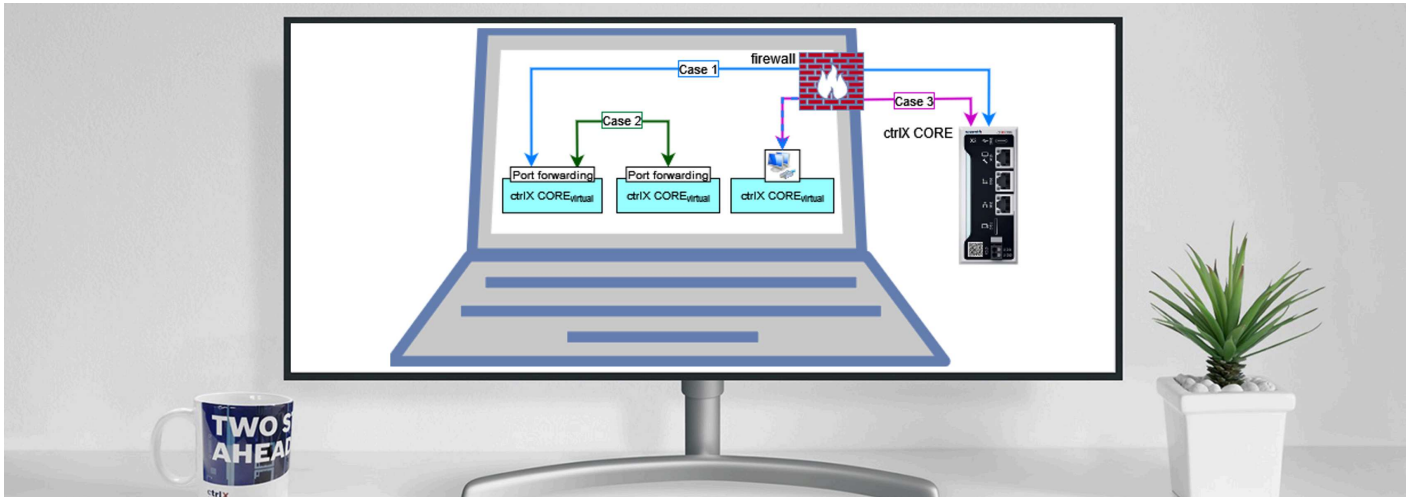 firewall
Case 1
Case 3
Case 2
ctrlX CORE
Port forwarding
Port forwarding
ctrlX COREvirtual
ctrlX COREvirtual
ctrlX COREvirtual
TWO S
AHEAD
ctrlX